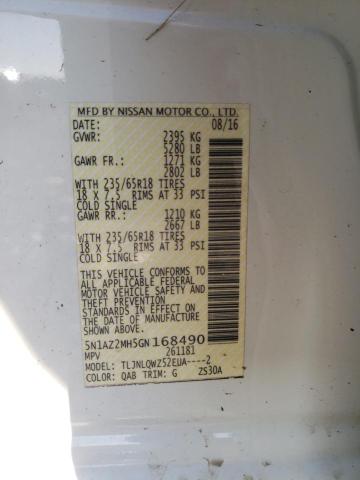 MFD BY NISSAN MOTOR CO., LTD.
DATE: 08/16
GVWR: 2395 KG
5280 LB
GAWR FR.: 1271 KG
2802 LB
WITH 235/65R18 TIRES
18 X 7.5 RIMS AT 33 PSI
COLD SINGLE
GAWR RR.: 1210 KG
2667 LB
WITH 235/65R18 TIRES
18 X 7.5 RIMS AT 33 PSI
COLD SINGLE
THIS VEHICLE CONFORMS TO
ALL APPLICABLE FEDERAL
MOTOR VEHICLE SAFETY
STANDARDS IN EFFECT ON
THE DATE OF MANUFACTURE
SHOWN ABOVE.
5N1AZ2MH5GN168490
MPV 261181
MODEL: TLJNLQWZ52EUA----2
COLOR: QAB TRIM: G 2S30A